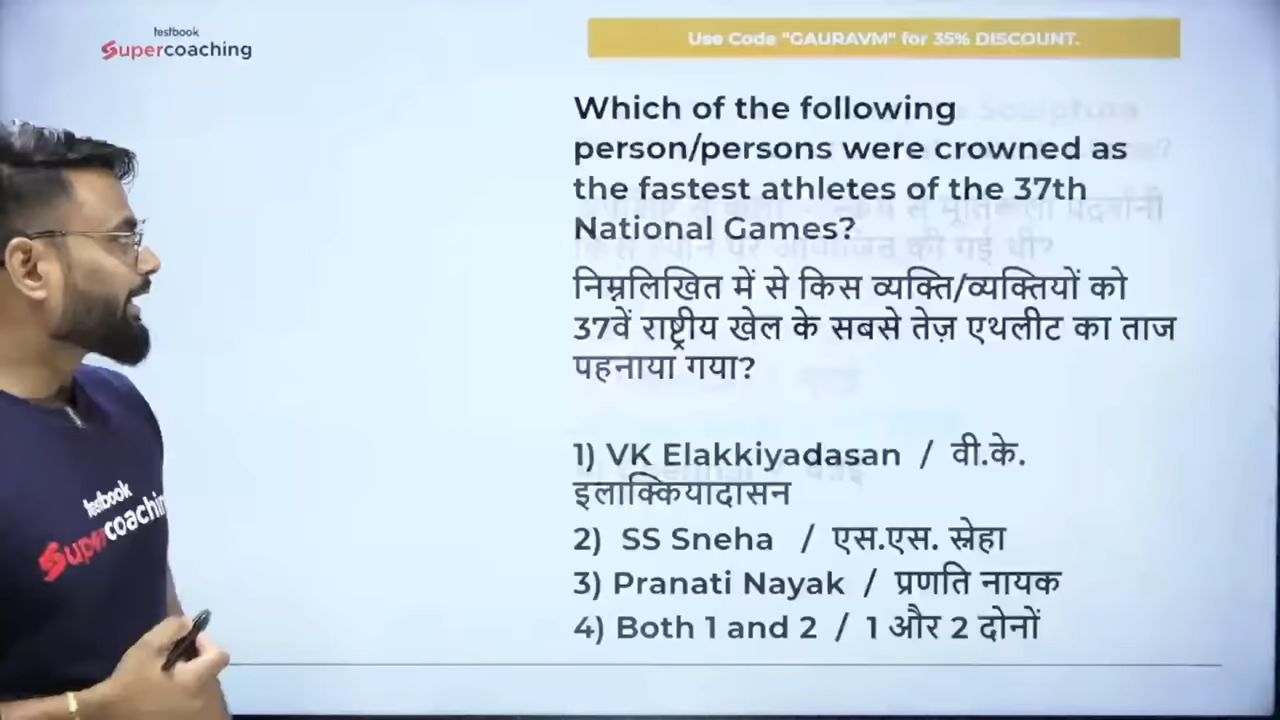 testbook
Supercoaching
Use Code "GAURAVM" for 35% DISCOUNT.
Which of the following
person/persons were crowned as
the fastest athletes of the 37th
National Games?
निम्नलिखित में से किस व्यक्ति/व्यक्तियों को
37वें राष्ट्रीय खेल के सबसे तेज़ एथलीट का ताज
पहनाया गया?
1) VK Elakkiyadasan / वी.के.
इलाक्कियादासन
2) SS Sneha / एस.एस. स्नेहा
3) Pranati Nayak / प्रणति नायक
4) Both 1 and 2 / 1 और 2 दोनों
testbook
Supercoaching